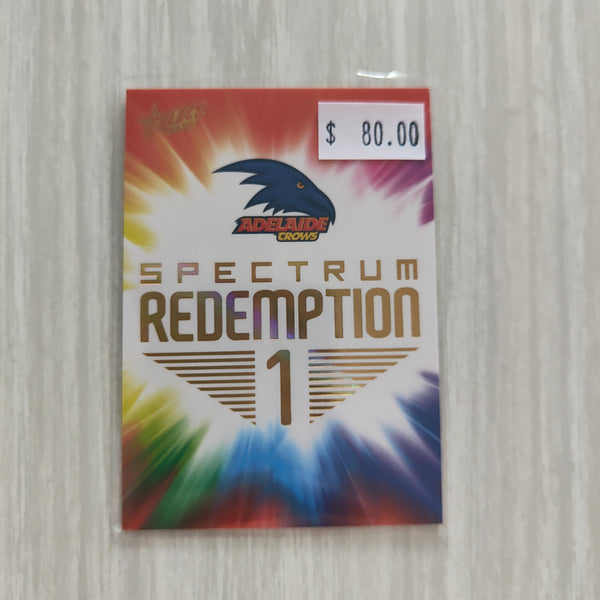 $ 80.00
ADELAIDE
CROWS
SPECTRUM
REDEMPTION
1